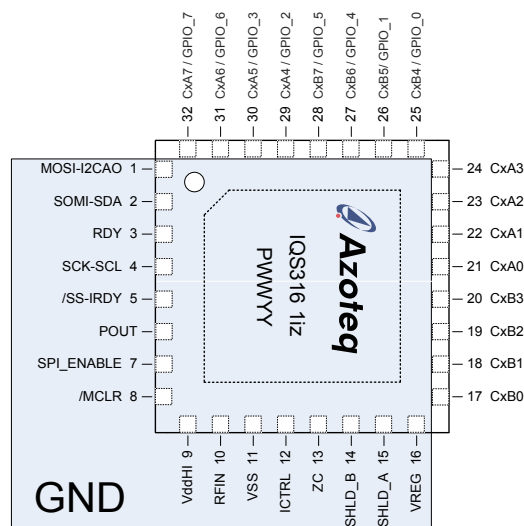 32 CxA7 / GPIO_7
31 CxA6 / GPIO_6
30 CxA5 / GPIO_3
29 CxA4 / GPIO_2
28 CxB7 / GPIO_5
27 CxB6 / GPIO_4
26 CxB5/ GPIO_1
25 CxB4 / GPIO_0
MOSI-I2CAO 1
SOMI-SDA 2
RDY 3
SCK-SCL 4
/SS-IRDY 5
POUT
SPI_ENABLE 7
/MCLR 8
24 CxA3
23 CxA2
22 CxA1
21 CxA0
20 CxB3
19 CxB2
18 CxB1
17 CxB0
Azoteq
IQS316 1iz
PWWYY
VddHI 9
RFIN 10
VSS 11
ICTRL 12
ZC 13
SHLD_B 14
SHLD_A 15
VREG 16
GND